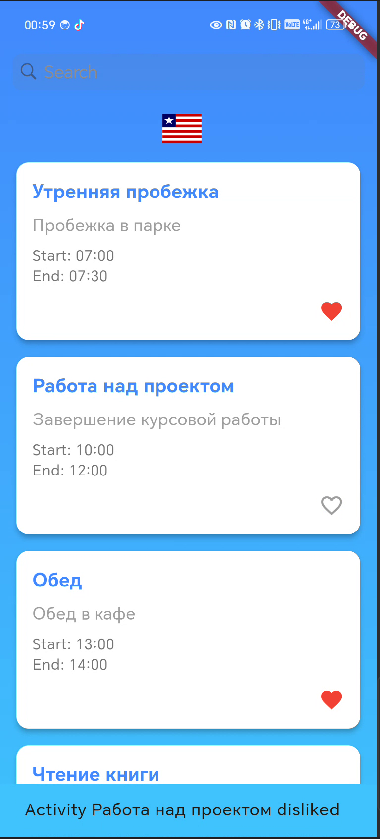 00:59
73
DEBUG
Search
Утренняя пробежка
Пробежка в парке
Start: 07:00
End: 07:30
Работа над проектом
Завершение курсовой работы
Start: 10:00
End: 12:00
Обед
Обед в кафе
Start: 13:00
End: 14:00
Чтение книги
Activity Работа над проектом disliked